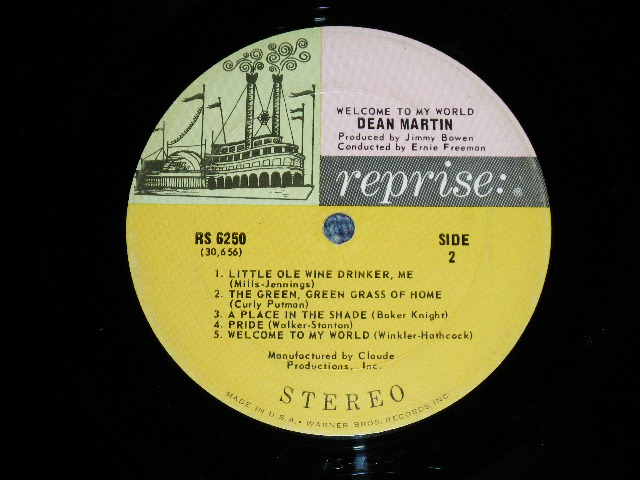 WELCOME TO MY WORLD
DEAN MARTIN
Produced by Jimmy Bowen
Conducted by Ernie Freeman
reprise:®
RS 6250
(30,656)
SIDE
2
1. LITTLE OLE WINE DRINKER, ME
(Mills-Jennings)
2. THE GREEN, GREEN GRASS OF HOME
(Curly Putman)
3. A PLACE IN THE SHADE (Baker Knight)
4. PRIDE (Walker-Stanton)
5. WELCOME TO MY WORLD (Winkler-Hathcock)
Manufactured by Claude
Productions, Inc.
STEREO
MADE IN U.S.A. • WARNER BROS. RECORDS, INC.